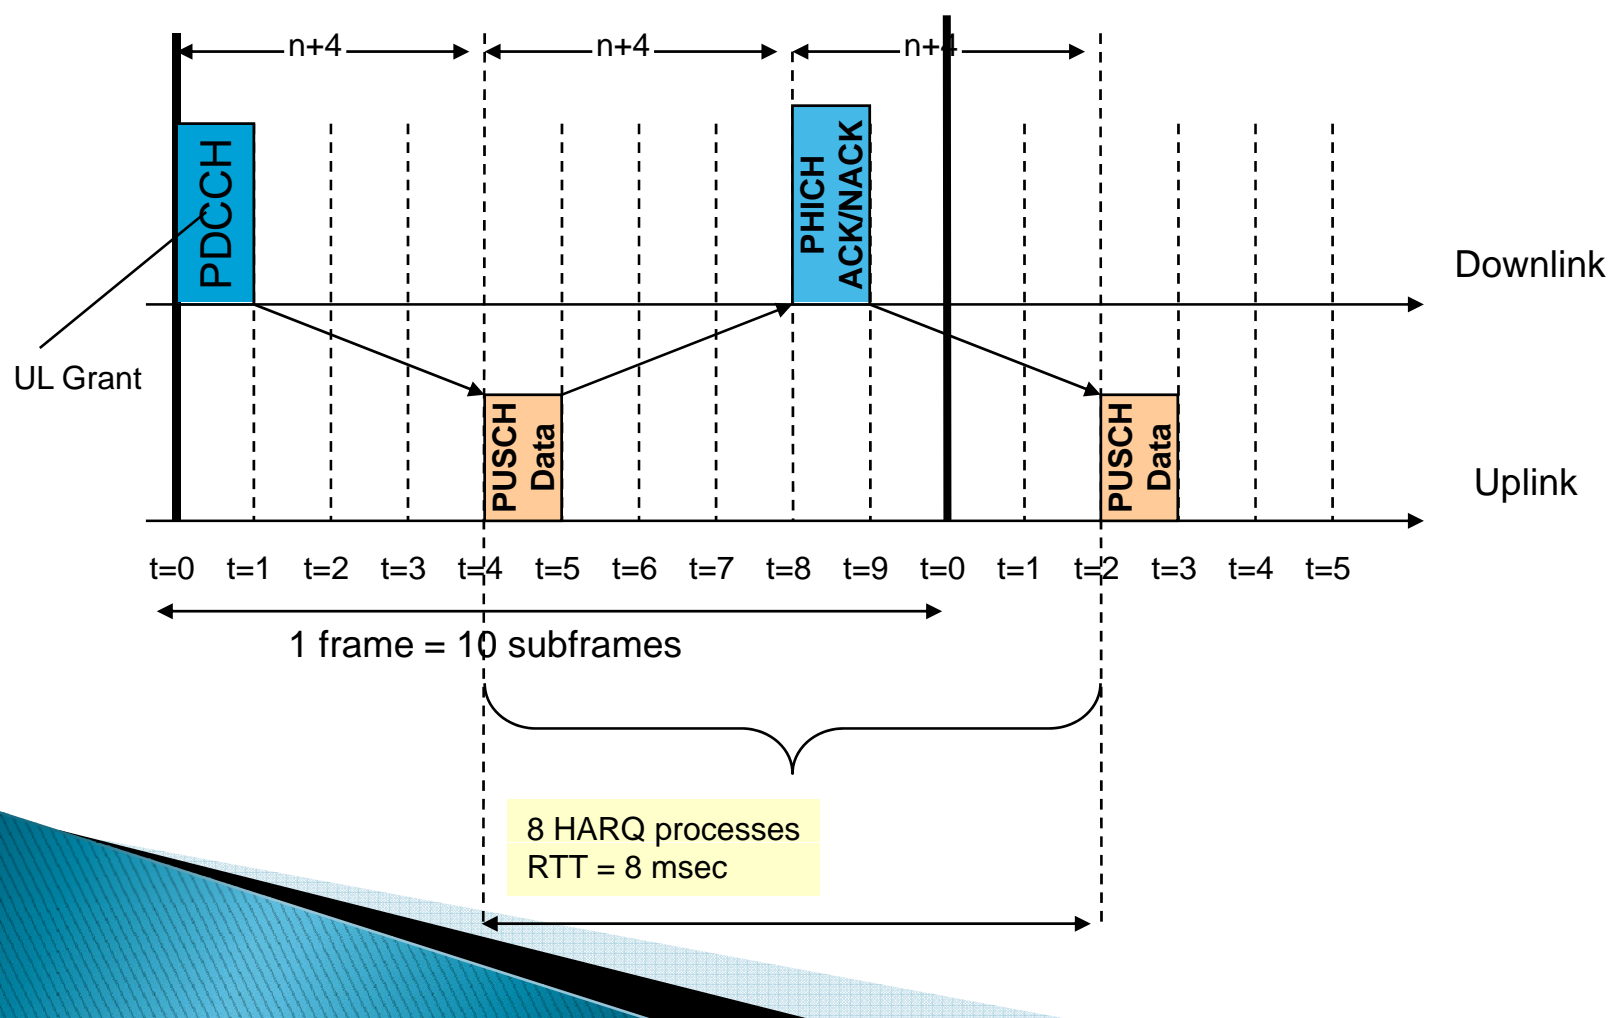 n+4 n+4 n+4
PDCCH
PHICH
ACK/NACK
Downlink
UL Grant
PUSCH
Data
PUSCH
Data
Uplink
t=0 t=1 t=2 t=3 t=4 t=5 t=6 t=7 t=8 t=9 t=0 t=1 t=2 t=3 t=4 t=5
1 frame = 10 subframes
8 HARQ processes
RTT = 8 msec